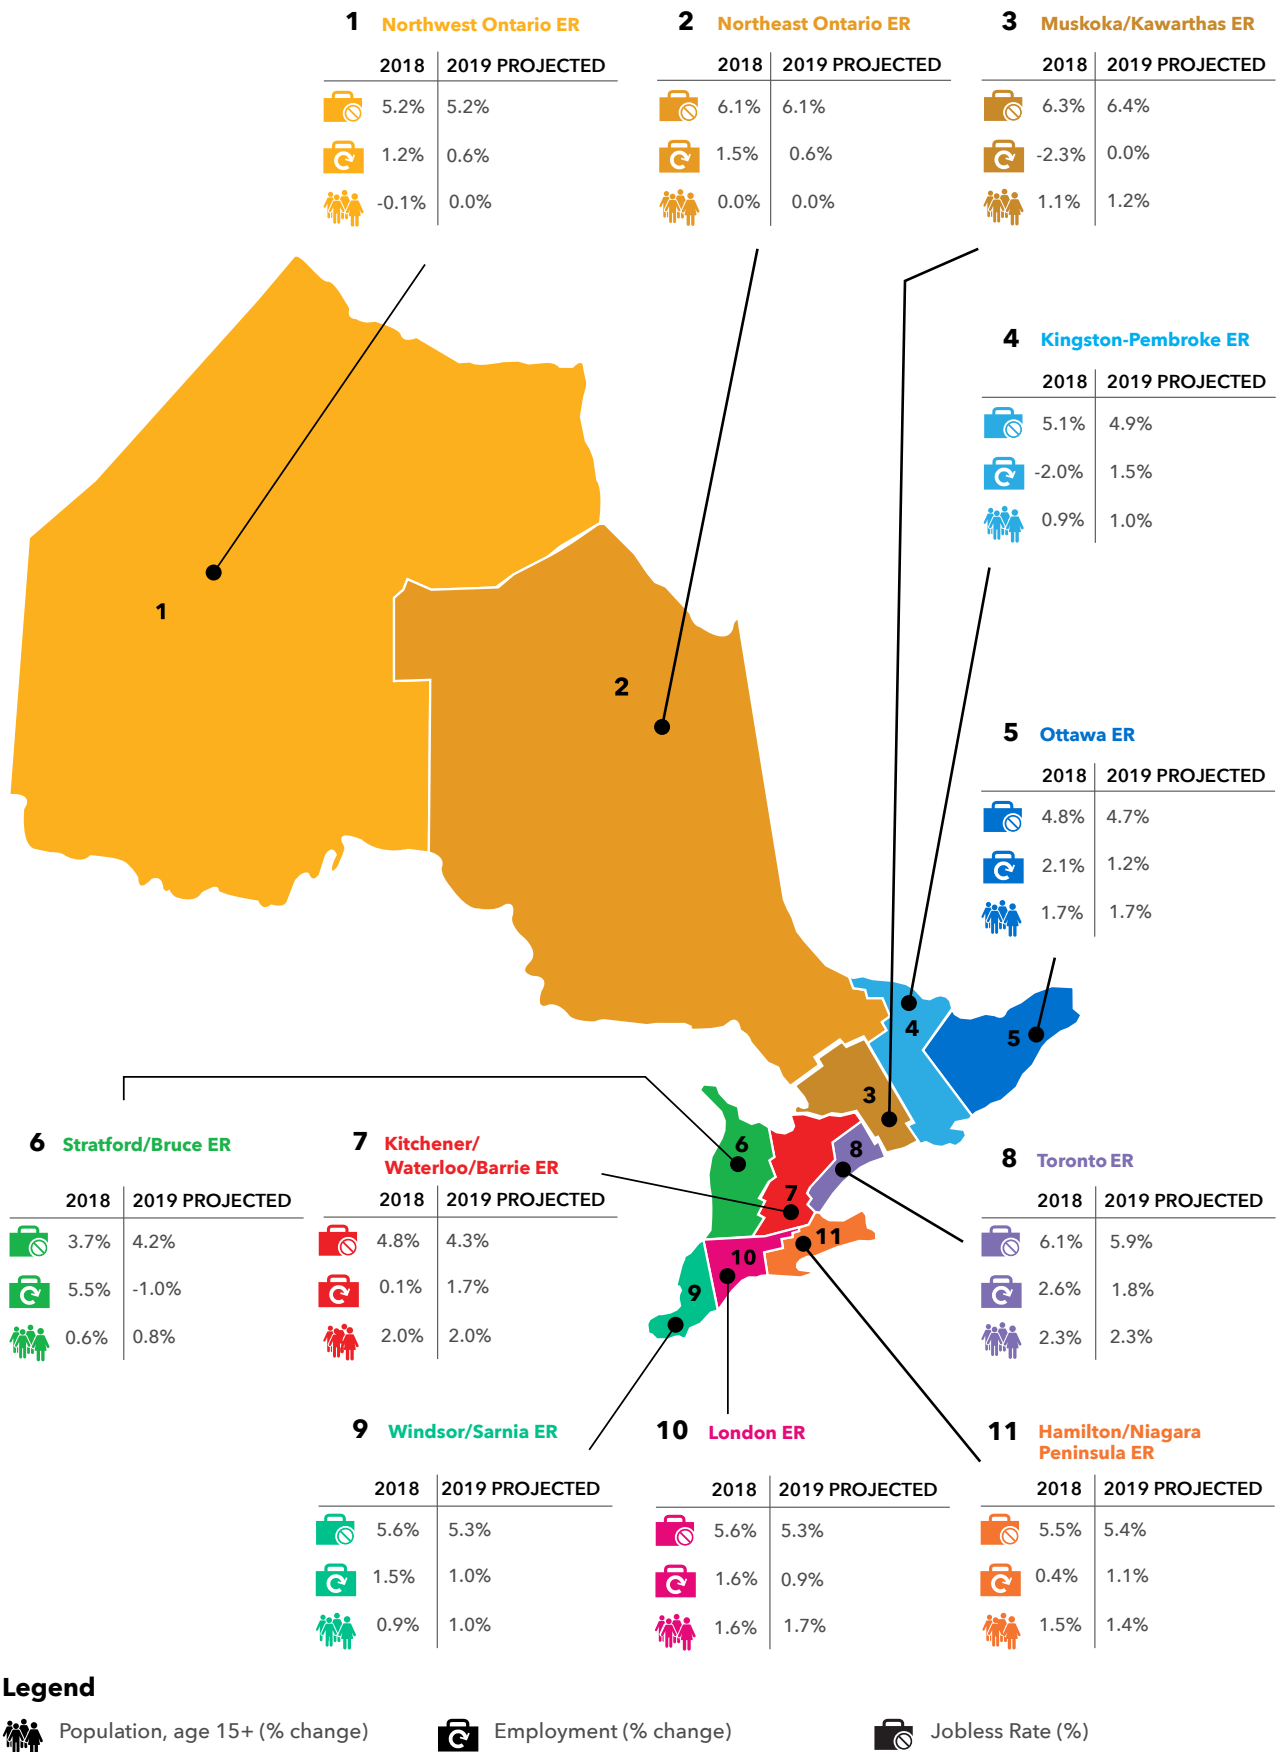 1 Northwest Ontario ER
2018 2019 PROJECTED
5.2% 5.2%
1.2% 0.6%
-0.1% 0.0%
2 Northeast Ontario ER
2018 2019 PROJECTED
6.1% 6.1%
1.5% 0.6%
0.0% 0.0%
3 Muskoka/Kawarthas ER
2018 2019 PROJECTED
6.3% 6.4%
-2.3% 0.0%
1.1% 1.2%
4 Kingston-Pembroke ER
2018 2019 PROJECTED
5.1% 4.9%
-2.0% 1.5%
0.9% 1.0%
5 Ottawa ER
2018 2019 PROJECTED
4.8% 4.7%
2.1% 1.2%
1.7% 1.7%
1
2
4
5
3
6
8
7
11
10
9
6 Stratford/Bruce ER
2018 2019 PROJECTED
3.7% 4.2%
5.5% -1.0%
0.6% 0.8%
7 Kitchener/
Waterloo/Barrie ER
2018 2019 PROJECTED
4.8% 4.3%
0.1% 1.7%
2.0% 2.0%
8 Toronto ER
2018 2019 PROJECTED
6.1% 5.9%
2.6% 1.8%
2.3% 2.3%
9 Windsor/Sarnia ER
2018 2019 PROJECTED
5.6% 5.3%
1.5% 1.0%
0.9% 1.0%
10 London ER
2018 2019 PROJECTED
5.6% 5.3%
1.6% 0.9%
1.6% 1.7%
11 Hamilton/Niagara
Peninsula ER
2018 2019 PROJECTED
5.5% 5.4%
0.4% 1.1%
1.5% 1.4%
Legend
Population, age 15+ (% change) Employment (% change) Jobless Rate (%)